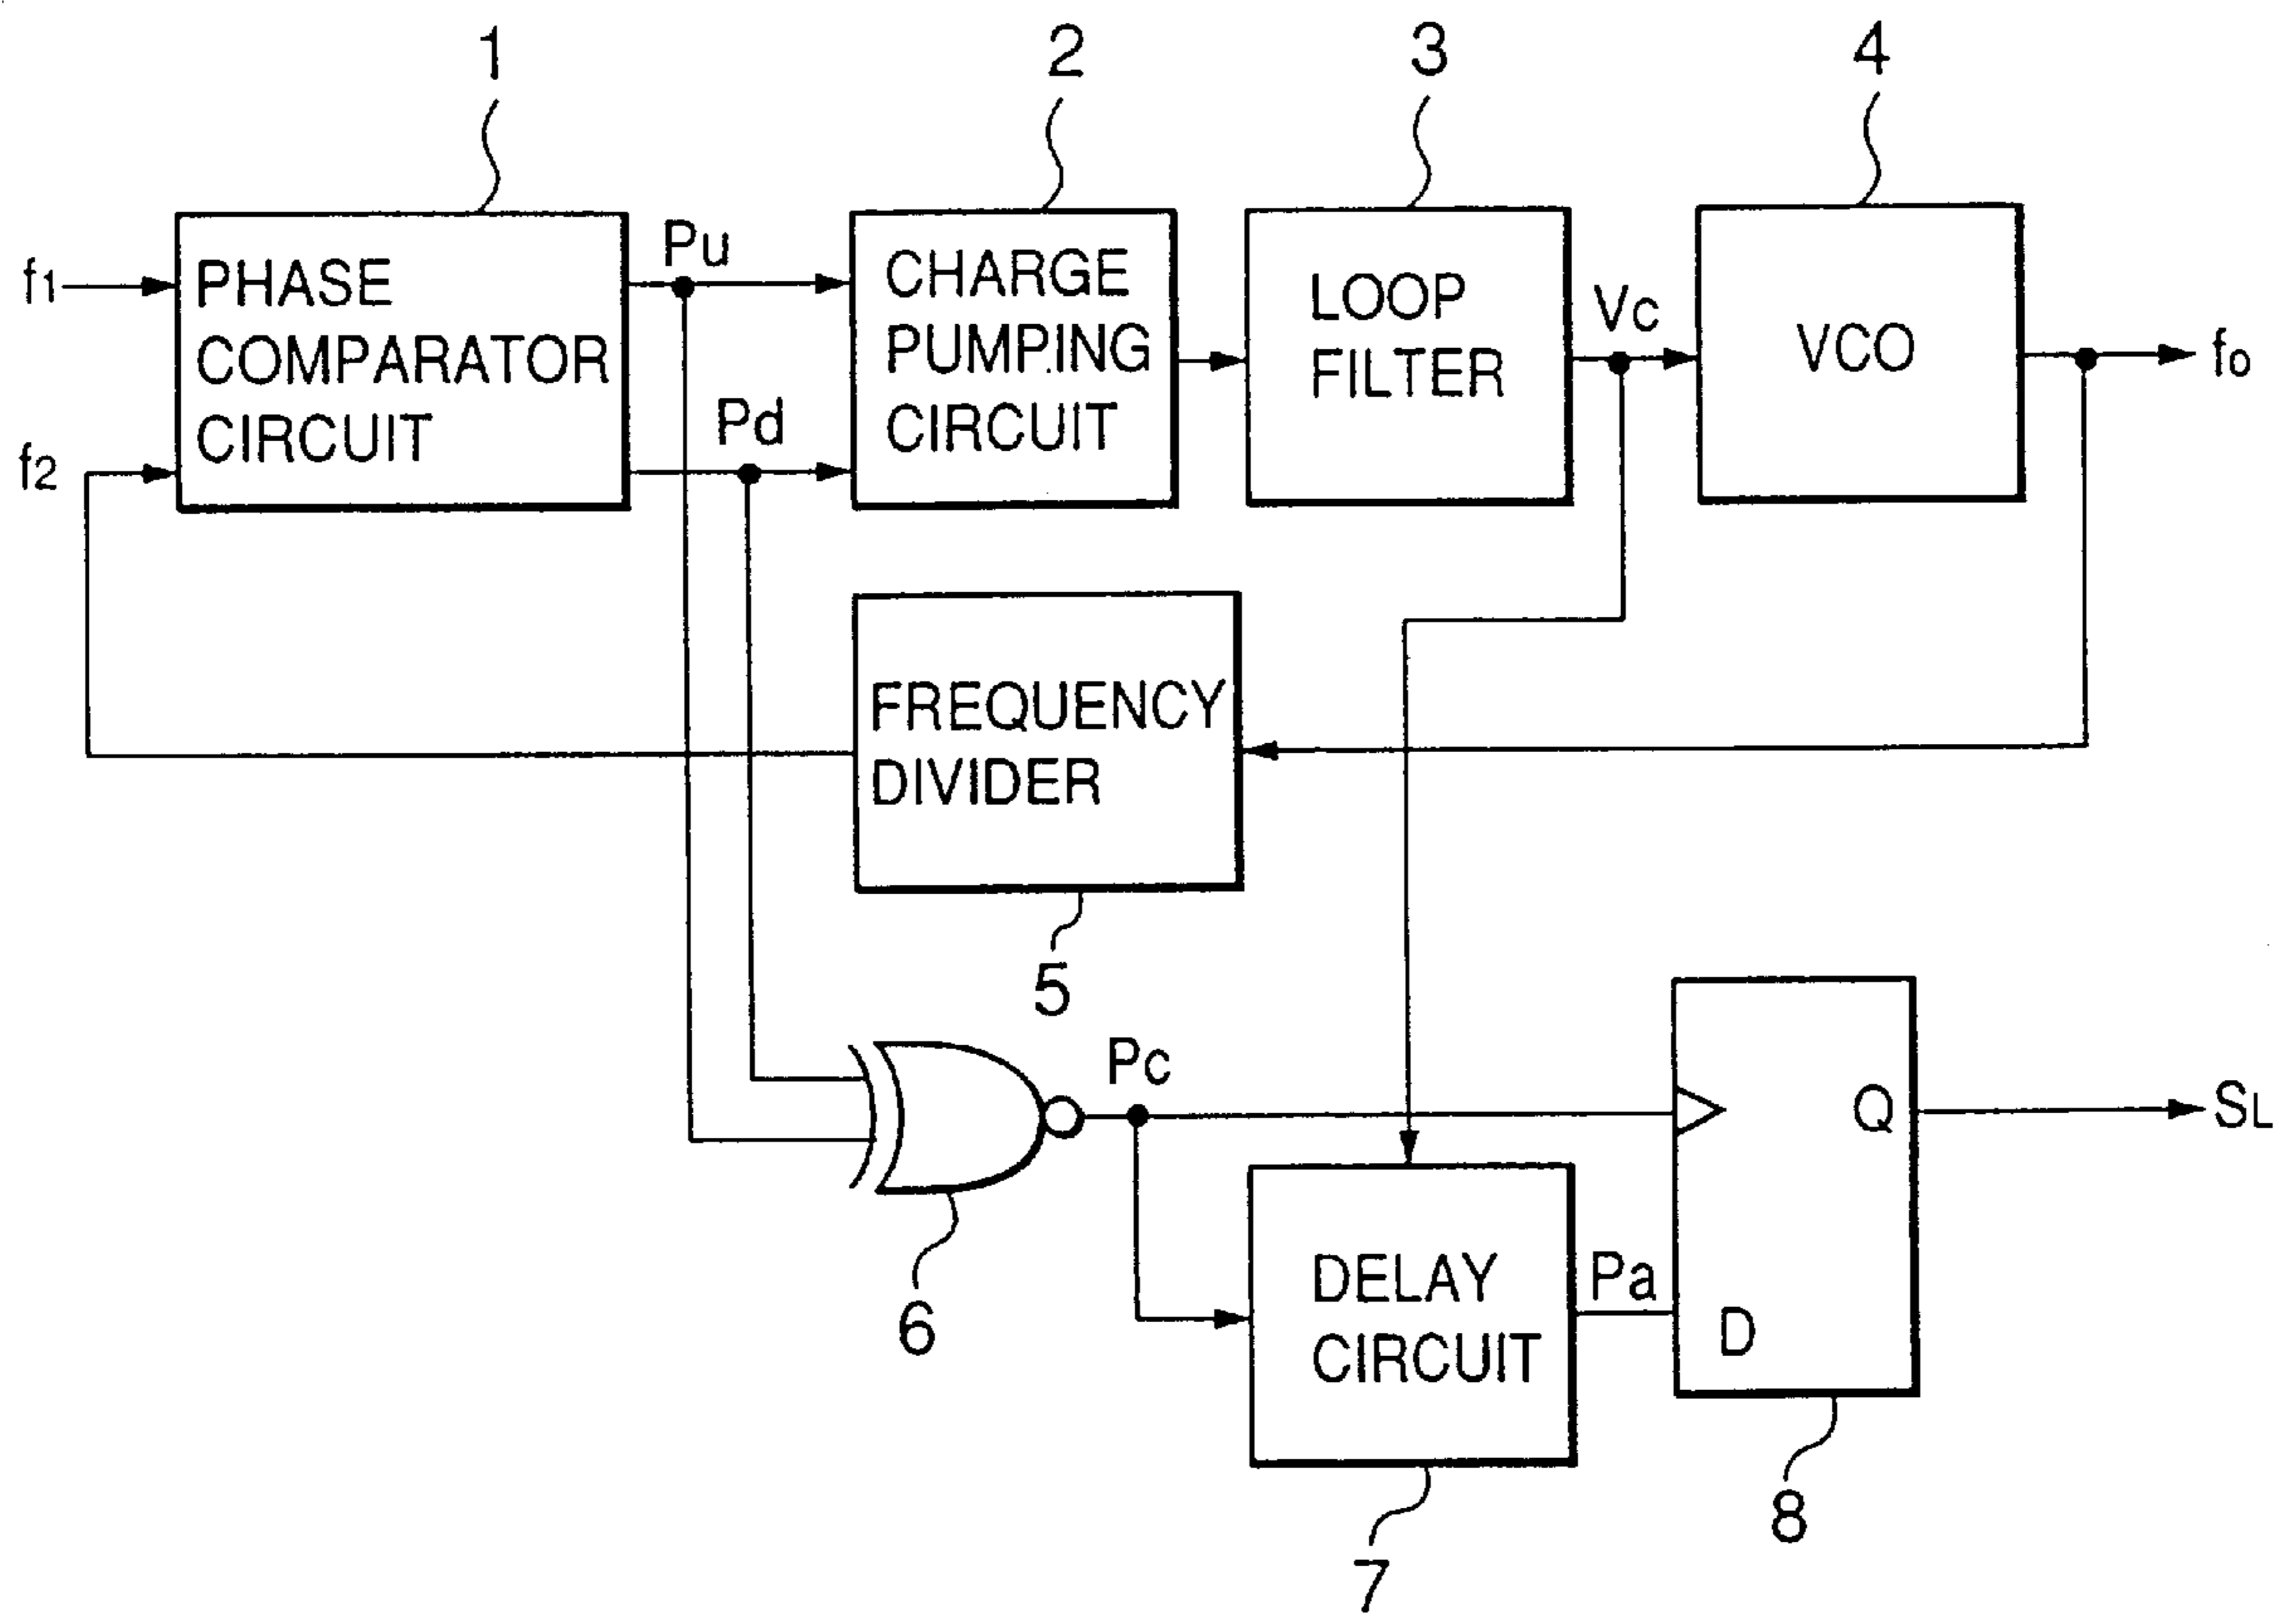 1
2
3
4
f1
PHASE
COMPARATOR
CIRCUIT
f2
Pu
Pd
CHARGE
PUMPING
CIRCUIT
LOOP
FILTER
Vc
VCO
fo
FREQUENCY
DIVIDER
5
Pc
6
DELAY
CIRCUIT
7
Pa
Q
D
8
SL